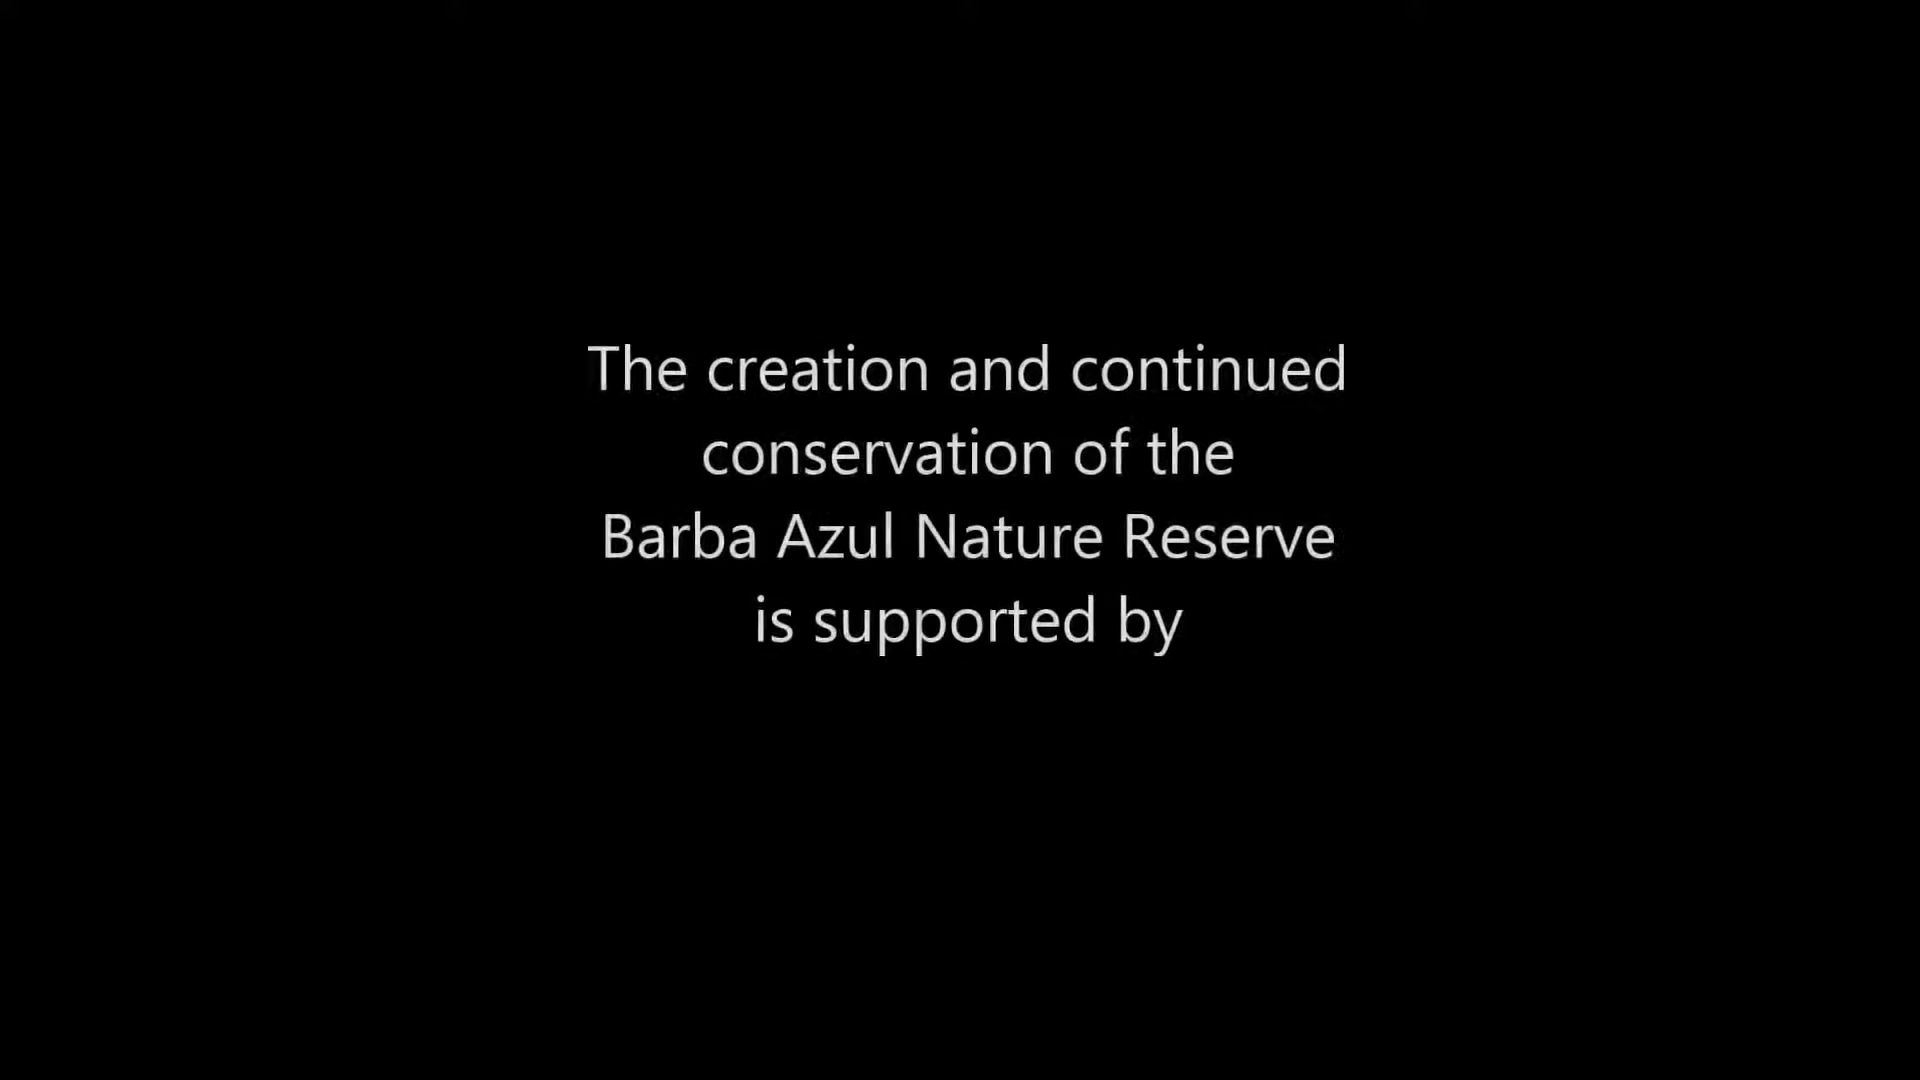 The creation and continued
conservation of the
Barba Azul Nature Reserve
is supported by